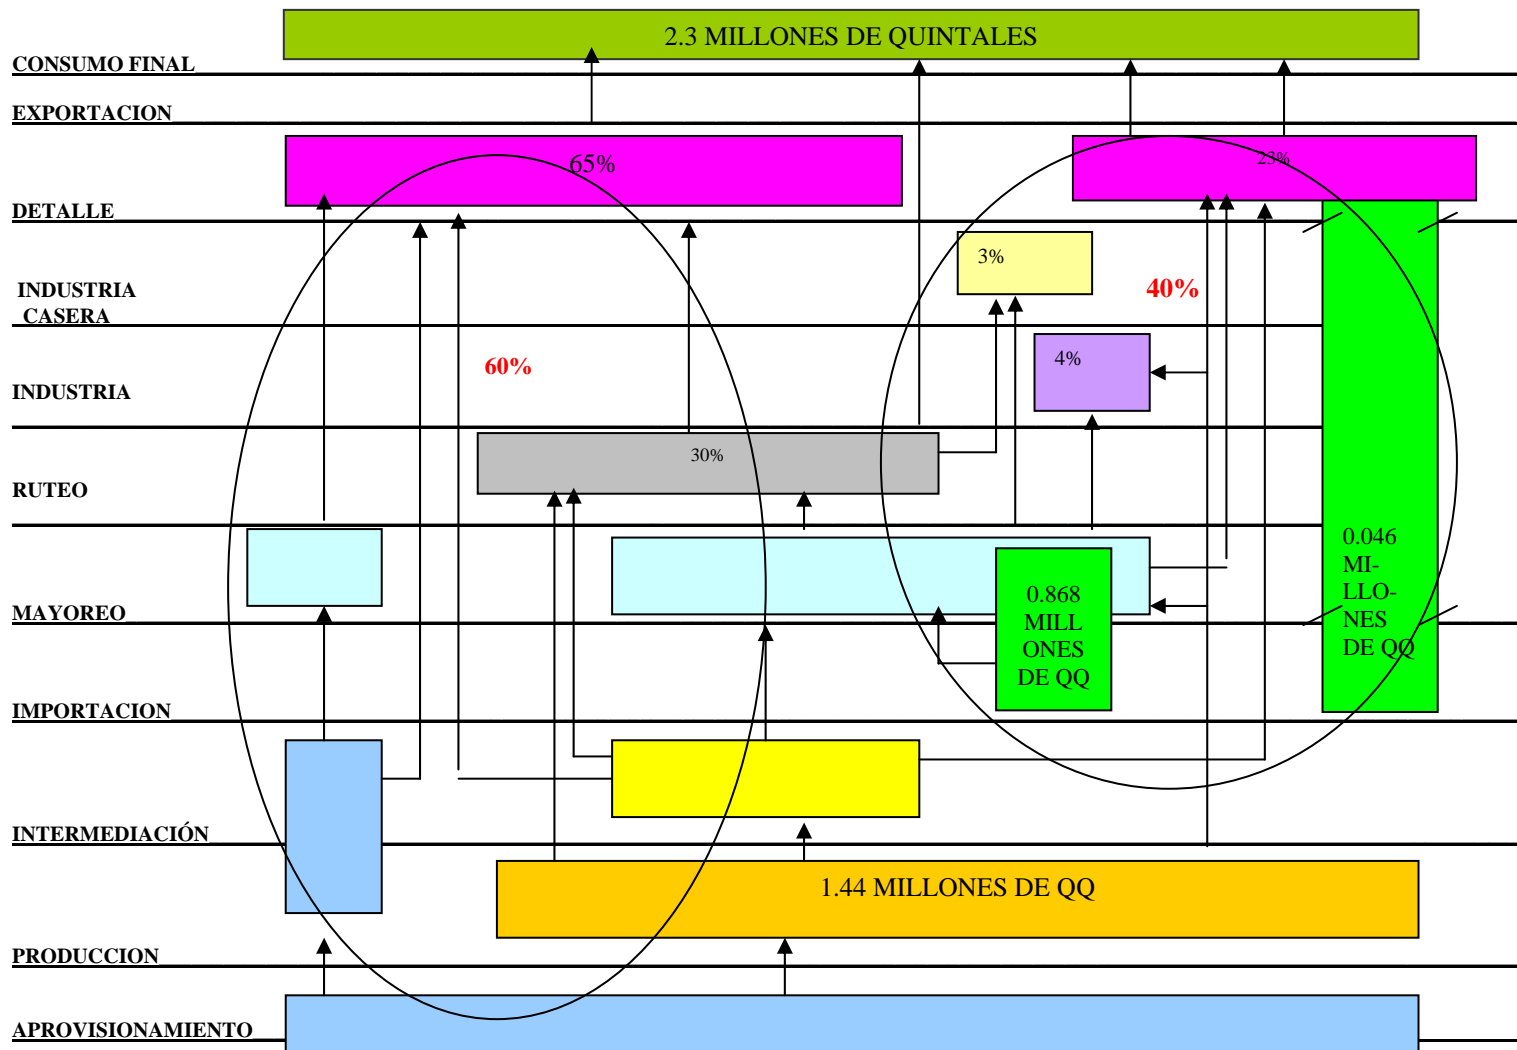 2.3 MILLONES DE QUINTALES
CONSUMO FINAL
EXPORTACION
65%
23%
DETALLE
3%
INDUSTRIA
CASERA
40%
60%
4%
INDUSTRIA
30%
RUTEO
0.868
MILL
ONES
DE QQ
0.046
MI-
LLO-
NES
DE QQ
MAYOREO
IMPORTACION
INTERMEDIACIÓN
1.44 MILLONES DE QQ
PRODUCCION
APROVISIONAMIENTO